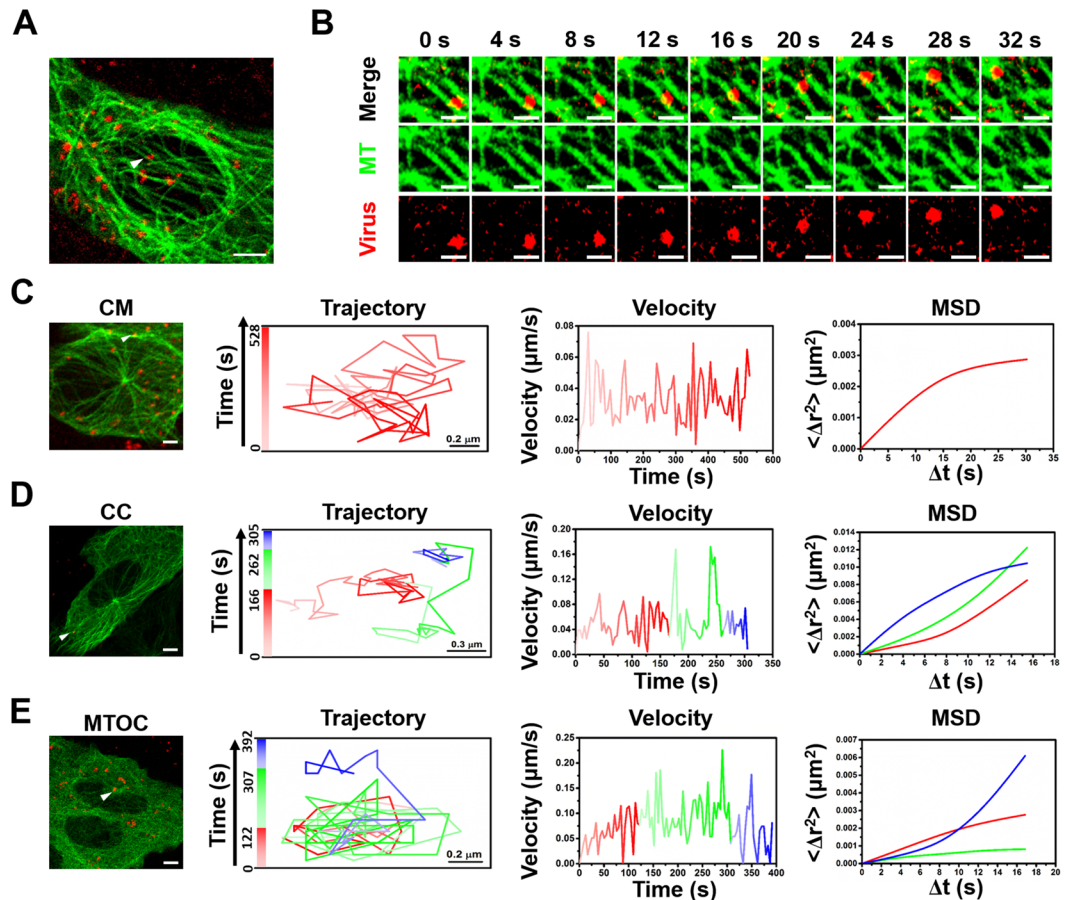 A
B
0 s 4 s 8 s 12 s 16 s 20 s 24 s 28 s 32 s
Merge
MT
Virus
C
CM
Trajectory
Velocity
MSD
Time (s)
0 528
0.2 μm
Velocity (μm/s)
0.08
0.06
0.04
0.02
0.00
0 100 200 300 400 500 600
Time (s)
<Δr²> (μm²)
0.004
0.003
0.002
0.001
0.000
0 5 10 15 20 25 30 35
Δt (s)
D
CC
Trajectory
Velocity
MSD
Time (s)
0 166 262 305
0.3 μm
Velocity (μm/s)
0.20
0.16
0.12
0.08
0.04
0.00
0 50 100 150 200 250 300 350
Time (s)
<Δr²> (μm²)
0.014
0.012
0.010
0.008
0.006
0.004
0.002
0.000
0 2 4 6 8 10 12 14 16 18
Δt (s)
E
MTOC
Trajectory
Velocity
MSD
Time (s)
0 122 307 392
0.2 μm
Velocity (μm/s)
0.25
0.20
0.15
0.10
0.05
0.00
0 50 100 150 200 250 300 350 400
Time (s)
<Δr²> (μm²)
0.007
0.006
0.005
0.004
0.003
0.002
0.001
0.000
0 2 4 6 8 10 12 14 16 18 20
Δt (s)